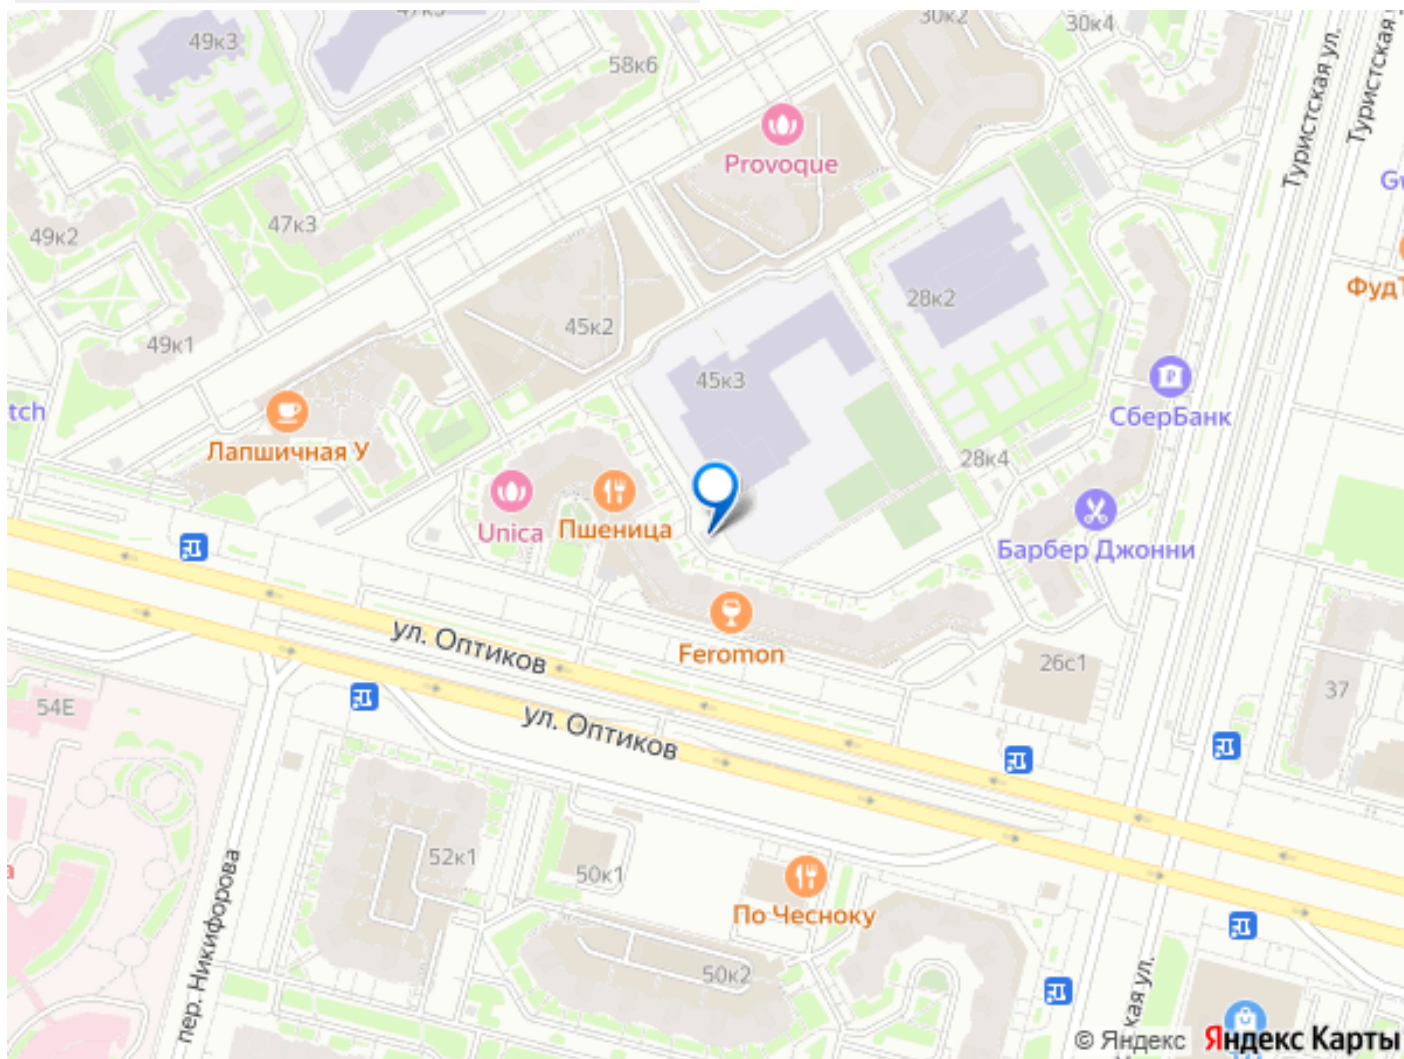 47к3
49к3
30к2
30к4
58к6
Туристская ул.
Туристская
Provoque
47к3
49к2
28к2
ФудТ
45к2
49к1
45к3
СберБанк
tch
Лапшичная У
28к4
Unica
Пшеница
Барбер Джонни
ул. Оптиков
Feromon
26с1
37
54Е
ул. Оптиков
52к1
50к1
По Чесноку
пер. Никифорова
50к2
кая ул.
© Яндекс Яндекс Карты